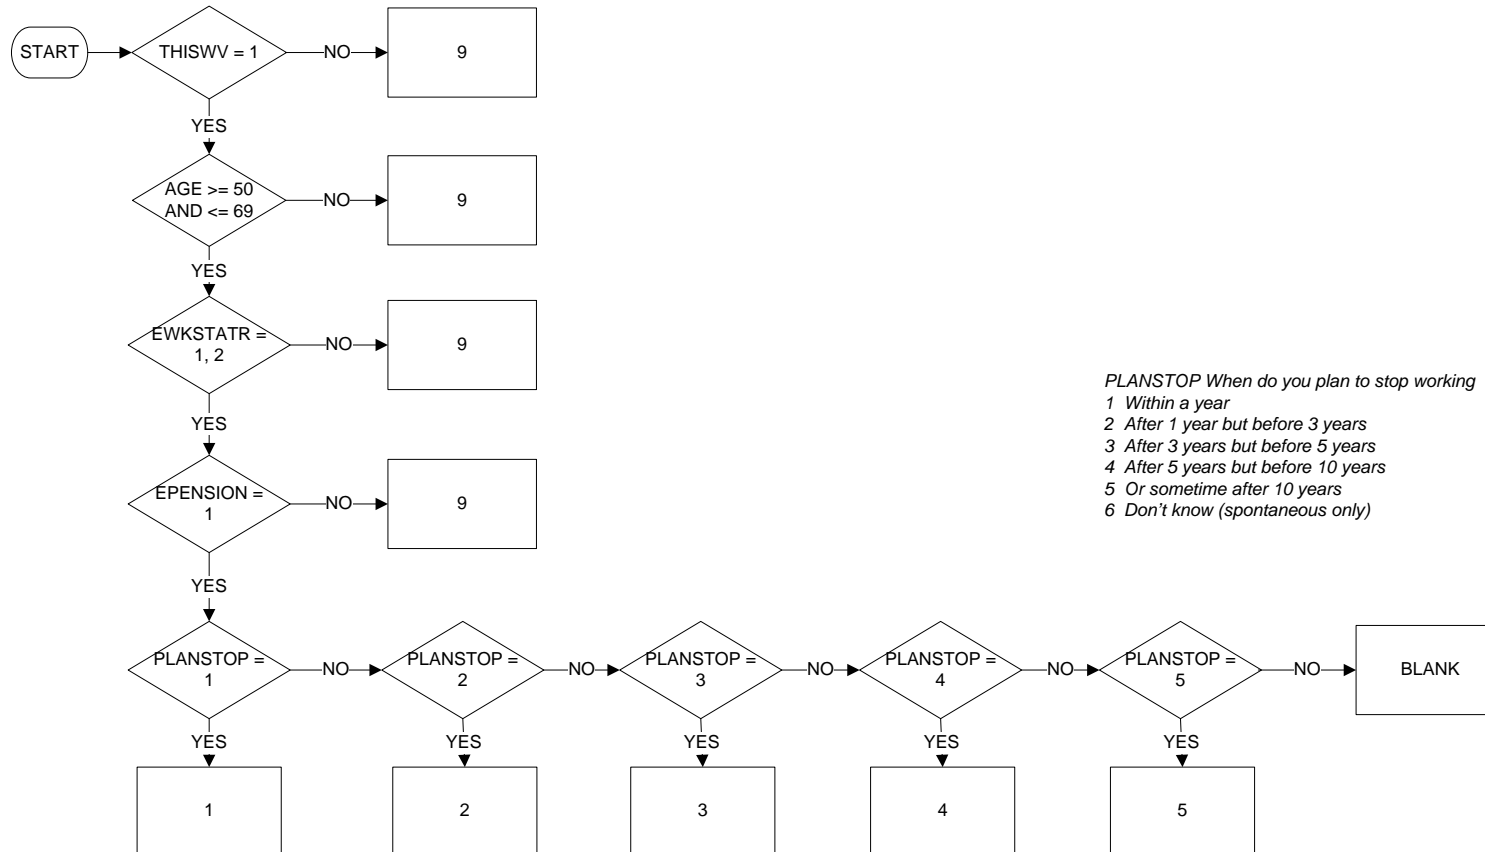 START
THISWV = 1
NO
9
YES
AGE >= 50
AND <= 69
NO
9
YES
EWKSTATR =
1, 2
NO
9
YES
EPENSION =
1
NO
9
YES
PLANSTOP When do you plan to stop working
1 Within a year
2 After 1 year but before 3 years
3 After 3 years but before 5 years
4 After 5 years but before 10 years
5 Or sometime after 10 years
6 Don't know (spontaneous only)
PLANSTOP =
1
NO
PLANSTOP =
2
NO
PLANSTOP =
3
NO
PLANSTOP =
4
NO
PLANSTOP =
5
NO
BLANK
YES
YES
YES
YES
YES
1
2
3
4
5